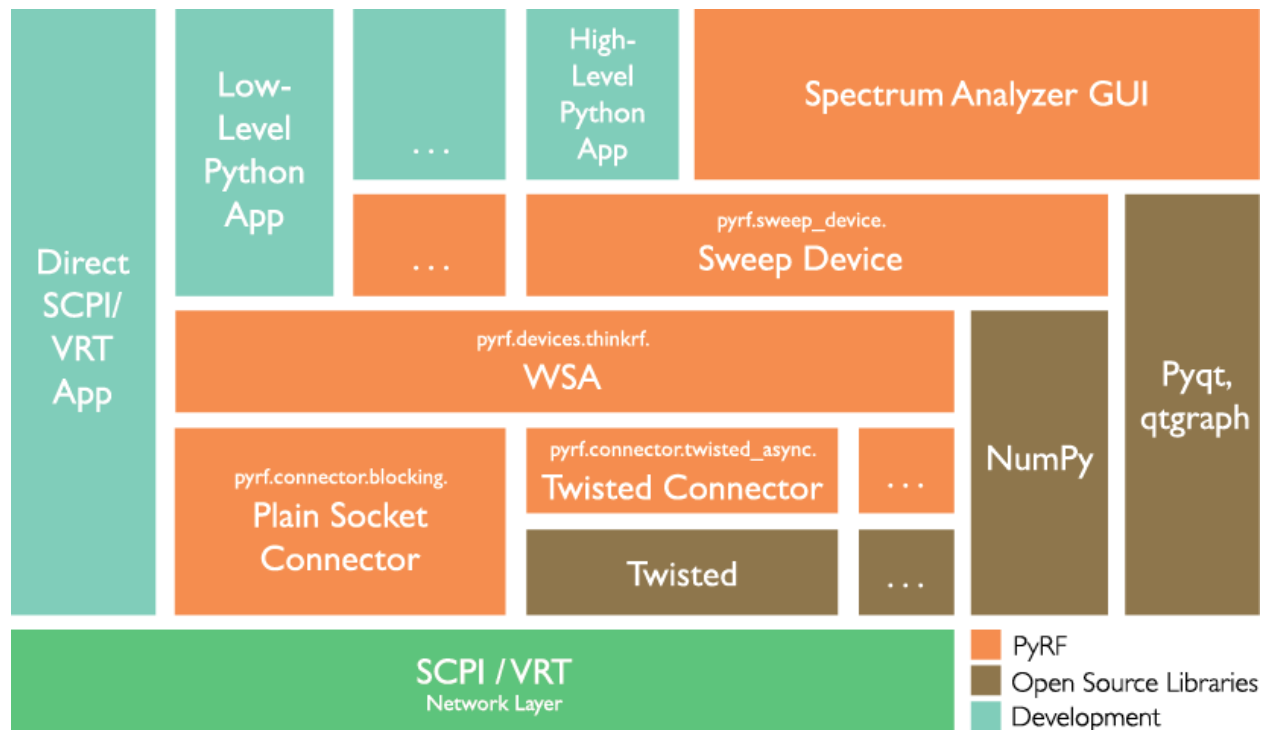 Direct
SCPI/
VRT
App
Low-
Level
Python
App
. . .
High-
Level
Python
App
Spectrum Analyzer GUI
. . .
pyrf.sweep_device.
Sweep Device
pyrf.devices.thinkrf.
WSA
Pyqt,
qtgraph
NumPy
pyrf.connector.blocking.
Plain Socket
Connector
pyrf.connector.twisted_async.
Twisted Connector
. . .
Twisted
. . .
SCPI / VRT
Network Layer
PyRF
Open Source Libraries
Development